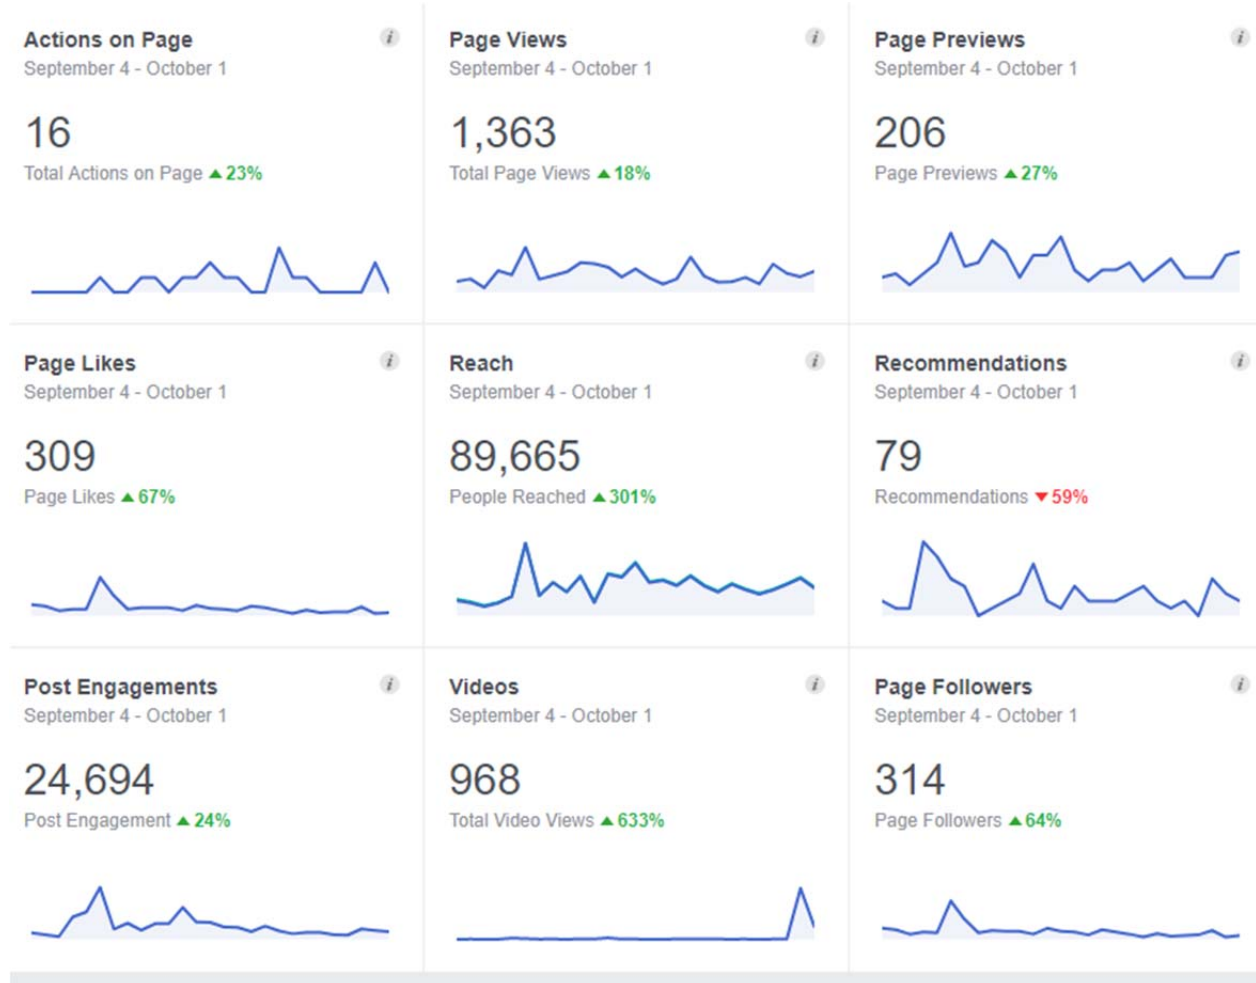 Actions on Page
September 4 - October 1
16
Total Actions on Page ▲ 23%
Page Views
September 4 - October 1
1,363
Total Page Views ▲ 18%
Page Previews
September 4 - October 1
206
Page Previews ▲ 27%
Page Likes
September 4 - October 1
309
Page Likes ▲ 67%
Reach
September 4 - October 1
89,665
People Reached ▲ 301%
Recommendations
September 4 - October 1
79
Recommendations ▼ 59%
Post Engagements
September 4 - October 1
24,694
Post Engagement ▲ 24%
Videos
September 4 - October 1
968
Total Video Views ▲ 633%
Page Followers
September 4 - October 1
314
Page Followers ▲ 64%